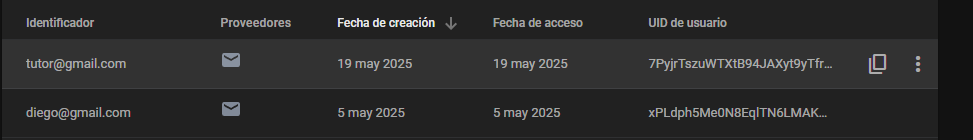 Identificador Proveedores Fecha de creación Fecha de acceso UID de usuario
tutor@gmail.com 19 may 2025 19 may 2025 7PyjrTszuWTXtB94JAXyt9yTfr...
diego@gmail.com 5 may 2025 5 may 2025 xPLdph5Me0N8EqlTN6LMAK...